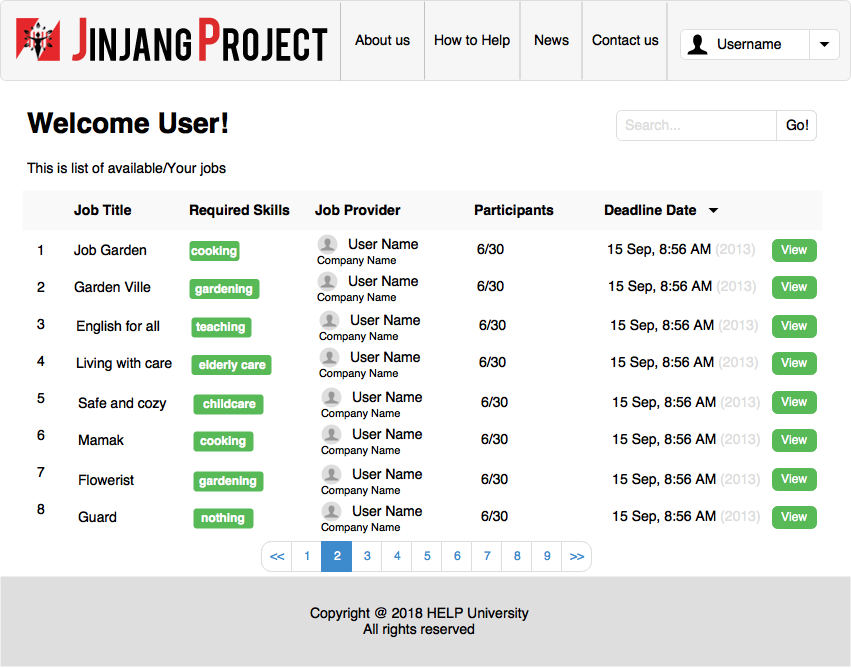 JINJANG PROJECT
About us
How to Help
News
Contact us
Username
Welcome User!
Search...
Go!
This is list of available/Your jobs
Job Title Required Skills Job Provider Participants Deadline Date
1 Job Garden cooking User Name 6/30 15 Sep, 8:56 AM (2013) View
Company Name
2 Garden Ville gardening User Name 6/30 15 Sep, 8:56 AM (2013) View
Company Name
3 English for all teaching User Name 6/30 15 Sep, 8:56 AM (2013) View
Company Name
4 Living with care elderly care User Name 6/30 15 Sep, 8:56 AM (2013) View
Company Name
5 Safe and cozy childcare User Name 6/30 15 Sep, 8:56 AM (2013) View
Company Name
6 Mamak cooking User Name 6/30 15 Sep, 8:56 AM (2013) View
Company Name
7 Flowerist gardening User Name 6/30 15 Sep, 8:56 AM (2013) View
Company Name
8 Guard nothing User Name 6/30 15 Sep, 8:56 AM (2013) View
Company Name
<< 1 2 3 4 5 6 7 8 9 >>
Copyright @ 2018 HELP University
All rights reserved